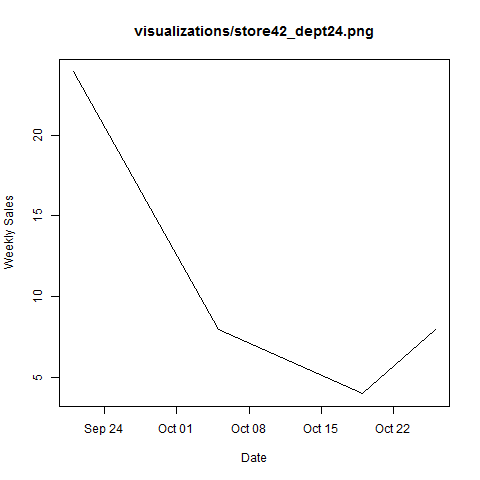 visualizations/store42_dept24.png
Weekly Sales
20
15
10
5
Sep 24 Oct 01 Oct 08 Oct 15 Oct 22
Date